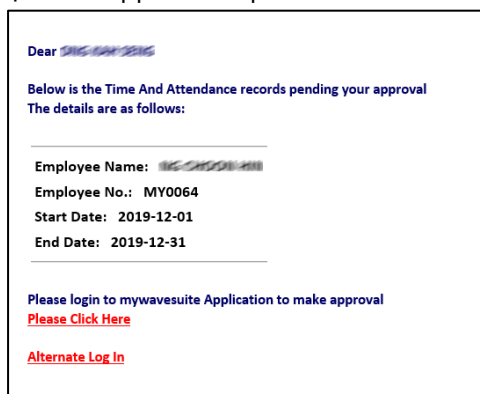 Dear
Below is the Time And Attendance records pending your approval
The details are as follows:
Employee Name:
Employee No.: MY0064
Start Date: 2019-12-01
End Date: 2019-12-31
Please login to mywavesuite Application to make approval
Please Click Here
Alternate Log In